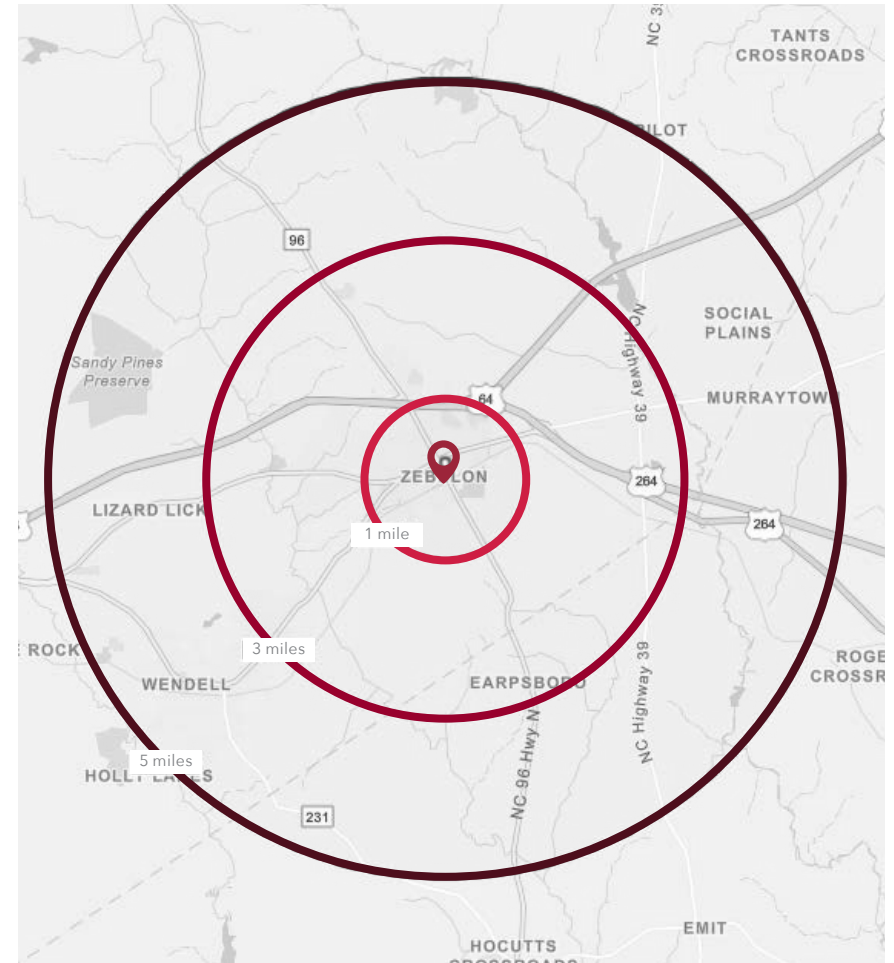 NC 3
TANTS
CROSSROADS
PILOT
96
SOCIAL
PLAINS
NC Highway 39
Sandy Pines
Preserve
64
MURRAYTOW
ZEBULON
264
LIZARD LICK
264
1 mile
3 miles
E ROCK
WENDELL
EARPSBORO
NC Highway 39
ROGE
CROSSR
NC 96 Hwy N
5 miles
HOLLY LAKES
231
EMIT
HOCUTTS
CROSSROADS